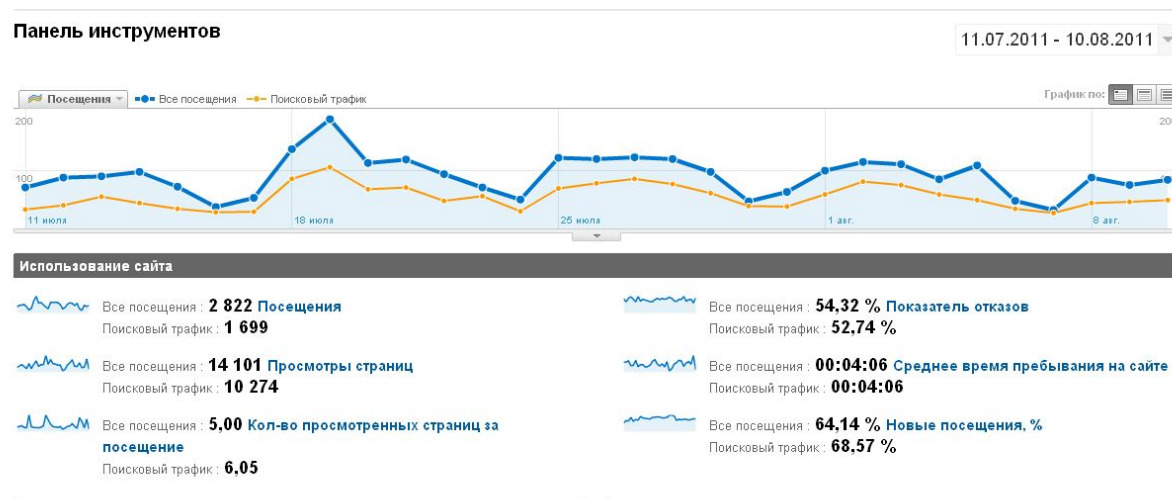 Панель инструментов
11.07.2011 - 10.08.2011
Посещения Все посещения Поисковый трафик
График по:
200
100
11 июля 18 июля 25 июля 1 авг. 8 авг.
Использование сайта
Все посещения : 2 822 Посещения
Поисковый трафик : 1 699
Все посещения : 14 101 Просмотры страниц
Поисковый трафик : 10 274
Все посещения : 5,00 Кол-во просмотренных страниц за
посещение
Поисковый трафик : 6,05
Все посещения : 54,32 % Показатель отказов
Поисковый трафик : 52,74 %
Все посещения : 00:04:06 Среднее время пребывания на сайте
Поисковый трафик : 00:04:06
Все посещения : 64,14 % Новые посещения, %
Поисковый трафик : 68,57 %